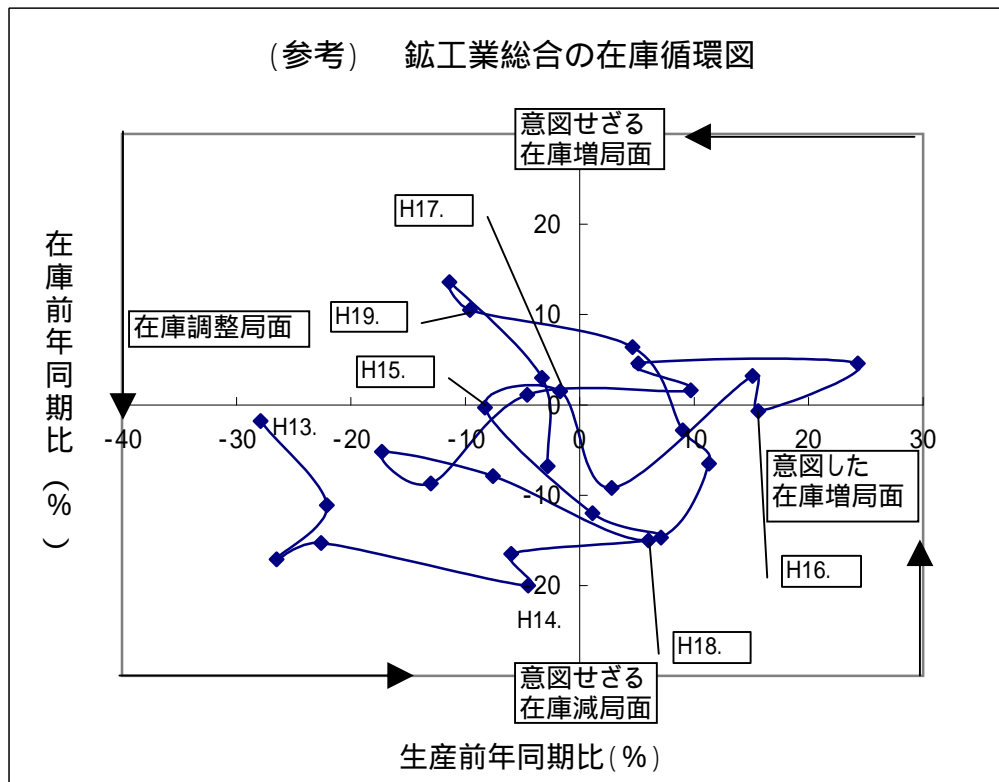 (参考) 鉱工業総合の在庫循環図
意図せざる
在庫増局面
H17.
20
在庫前年同期比(%)
10
H19.
在庫調整局面
H15.
0
-40
-30
-20
-10
0
10
20
30
H13.
意図した
在庫増局面
-10
H16.
-20
H14.
H18.
意図せざる
在庫減局面
生産前年同期比(%)